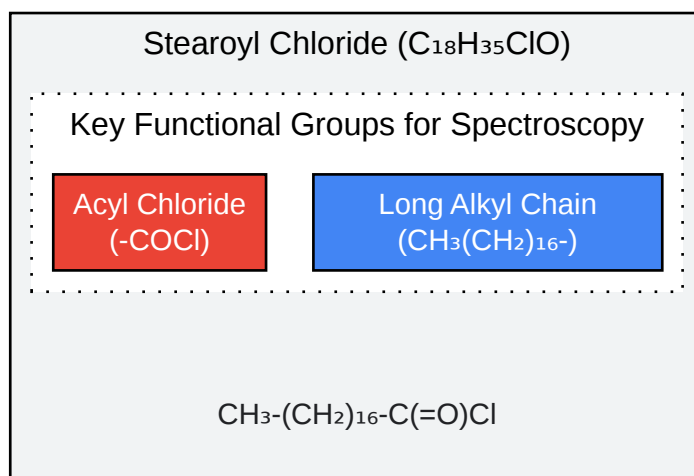 Stearoyl Chloride (C₁₈H₃₅ClO)
Key Functional Groups for Spectroscopy
Acyl Chloride
(-COCl)
Long Alkyl Chain
(CH₃(CH₂)₁₆-)
CH₃-(CH₂)₁₆-C(=O)Cl